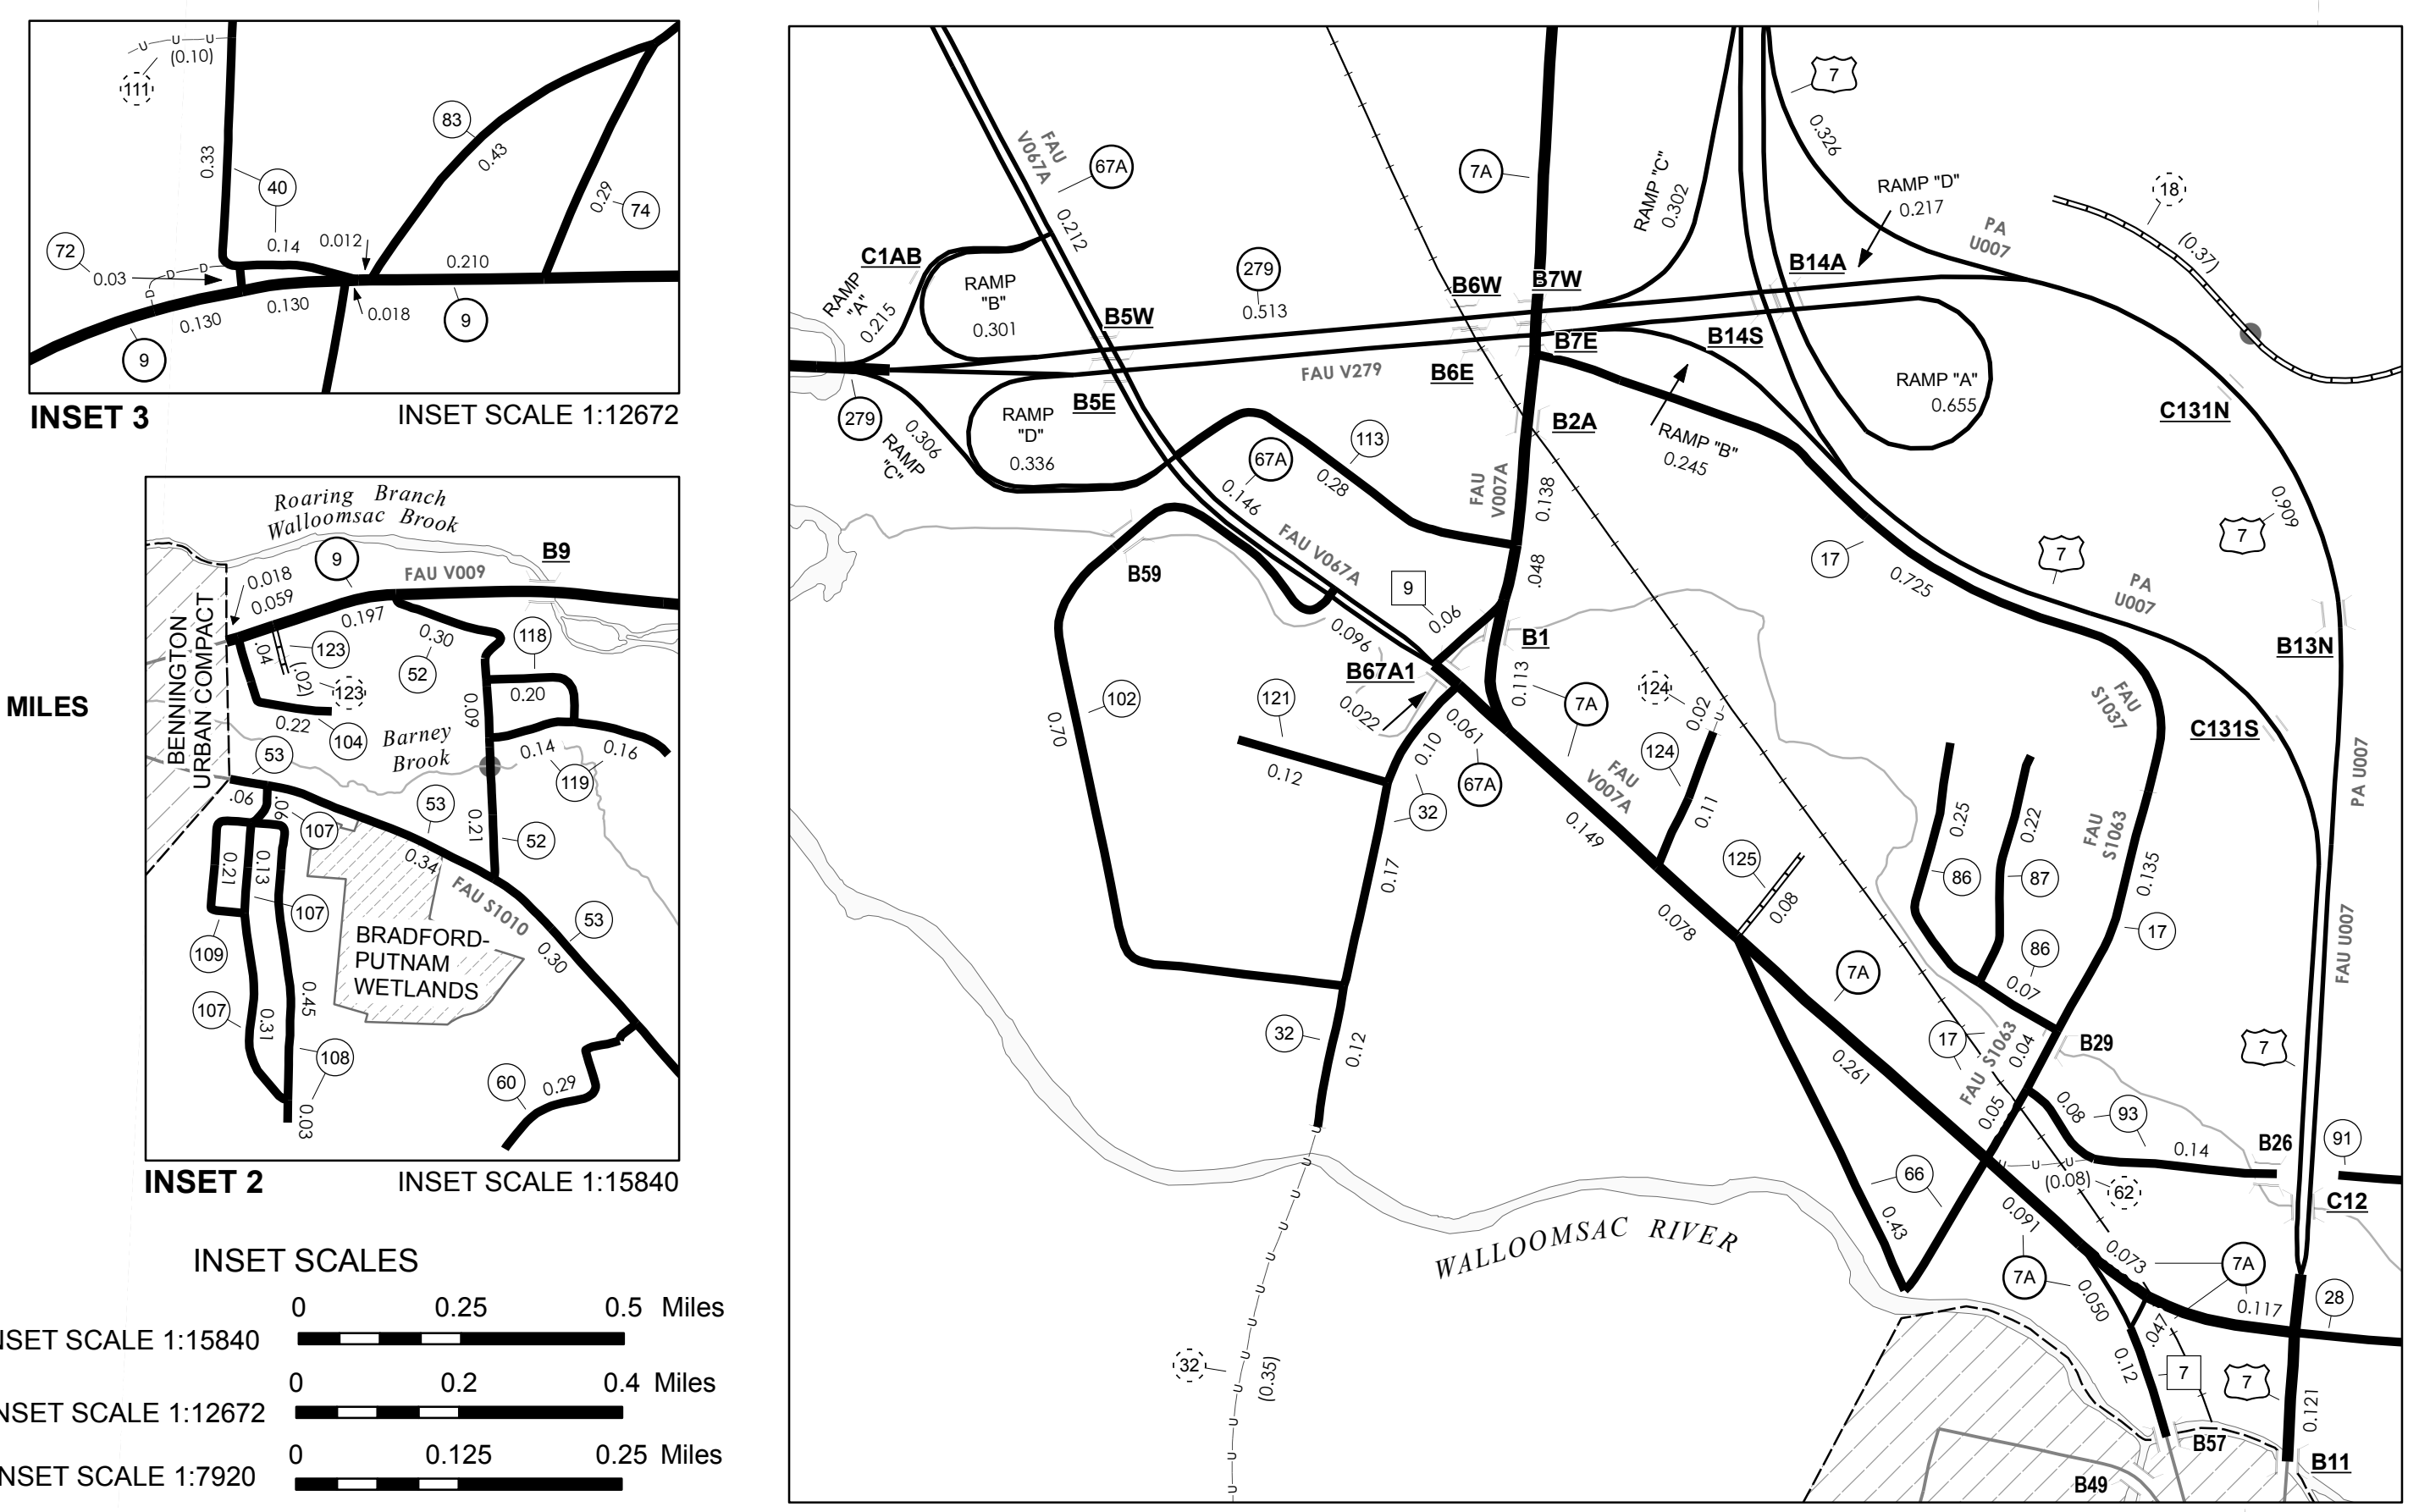 U U U
(0.10)
111
83
0.43
0.33
40
0.29
74
72
0.14
0.012
0.210
0.03
D D
D
0.130
0.130
0.018
9
9
INSET 3
INSET SCALE 1:12672
Roaring Branch
Walloomsac Brook
B9
9
FAU V009
0.018
0.059
0.197
BENNINGTON
URBAN COMPACT
.04
123
(.02)
123
0.30
52
118
0.20
0.22
104
0.09
Barney
Brook
0.14
0.16
119
53
.06
.06
107
53
0.21
52
0.34
FAU S1010
0.21
0.13
107
109
BRADFORD-
PUTNAM
WETLANDS
53
0.30
107
0.31
0.45
108
0.03
60
0.29
MILES
INSET 2
INSET SCALE 1:15840
INSET SCALES
0 0.25 0.5 Miles
NSET SCALE 1:15840
0 0.2 0.4 Miles
NSET SCALE 1:12672
0 0.125 0.25 Miles
NSET SCALE 1:7920
FAU
V067A
67A
0.212
7A
RAMP "C"
0.302
7
0.326
RAMP "D"
0.217
PA
U007
18
(0.37)
C1AB
RAMP
"A"
0.215
RAMP
"B"
0.301
B5W
279
0.513
B6W
B7W
B14A
B7E
B14S
B6E
FAU V279
279
B5E
RAMP
"D"
0.336
0.306
RAMP
"C"
B2A
RAMP "A"
0.655
C131N
RAMP "B"
0.245
67A
0.146
113
0.28
FAU
V007A
0.138
17
0.725
7
7
0.909
FAU V067A
B59
9
.048
0.06
0.096
B67A1
B1
PA
U007
B13N
102
0.70
121
0.12
0.022
0.10
0.061
67A
0.113
7A
124
0.02
U
124
0.11
FAU
V007A
FAU
S1037
C131S
PA U007
32
0.17
0.149
125
0.08
0.078
0.25
86
0.22
87
FAU
S1063
0.135
17
86
0.07
FAU U007
7A
32
0.12
0.261
17
FAU S1063
0.04
B29
7
0.05
0.08
93
0.14
B26
91
U U U
(0.08)
62
C12
66
0.43
0.091
WALLOOMSAC RIVER
7A
0.073
7A
0.117
28
0.050
.047
0.12
7
7
0.121
U
U
U
U
U
U
U
U
U
U
U
U
U
32
(0.35)
B57
B49
B11